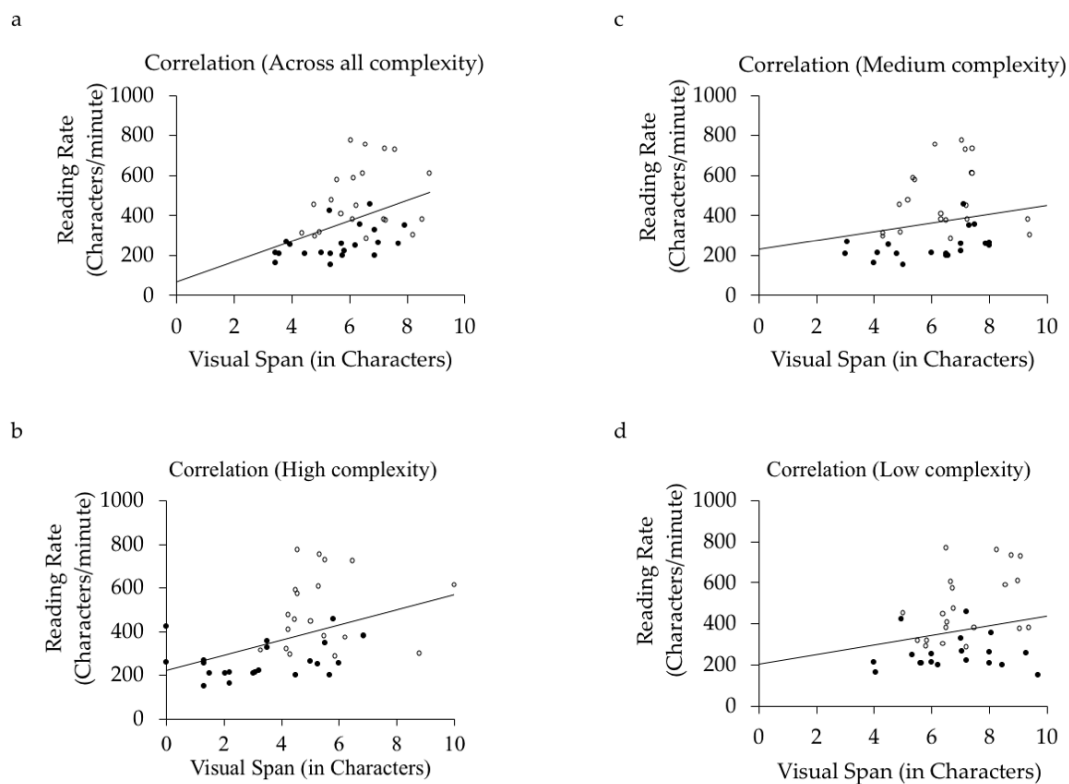 a
Correlation (Across all complexity)
Reading Rate
(Characters/minute)
1000
800
600
400
200
0
0 2 4 6 8 10
Visual Span (in Characters)
c
Correlation (Medium complexity)
Reading Rate
(Characters/minute)
1000
800
600
400
200
0
0 2 4 6 8 10
Visual Span (in Characters)
b
Correlation (High complexity)
Reading Rate
(Characters/minute)
1000
800
600
400
200
0
0 2 4 6 8 10
Visual Span (in Characters)
d
Correlation (Low complexity)
Reading Rate
(Characters/minute)
1000
800
600
400
200
0
0 2 4 6 8 10
Visual Span (in Characters)